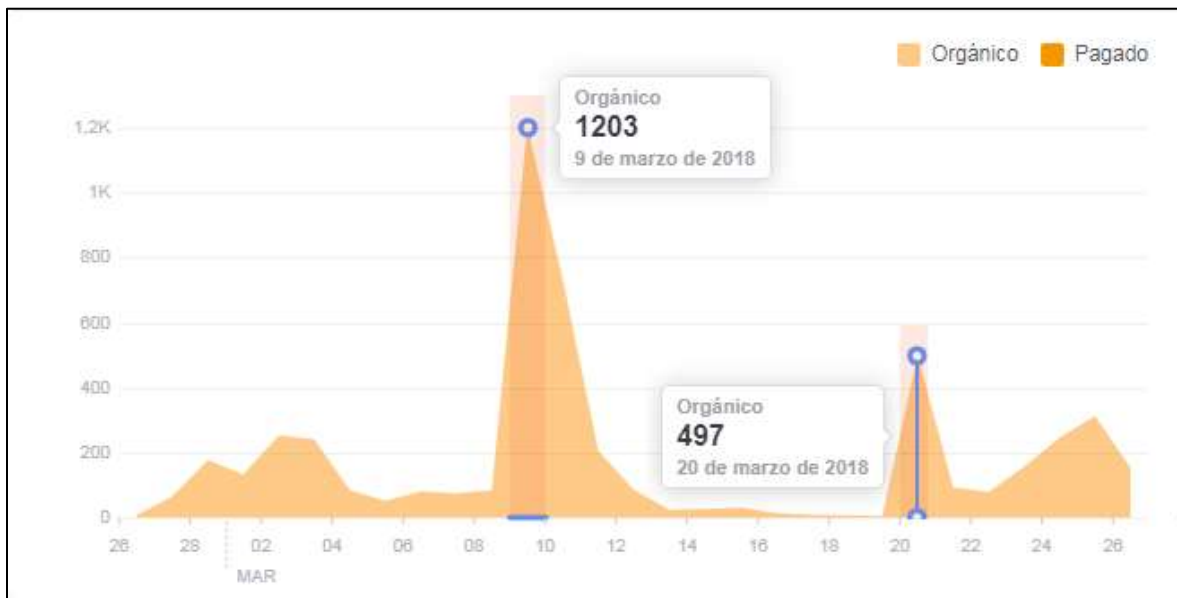 Orgánico Pagado
Orgánico
1203
9 de marzo de 2018
1,2K
1K
800
600
400
200
0
Orgánico
497
20 de marzo de 2018
26 28 02 04 06 08 10 12 14 16 18 20 22 24 26
MAR